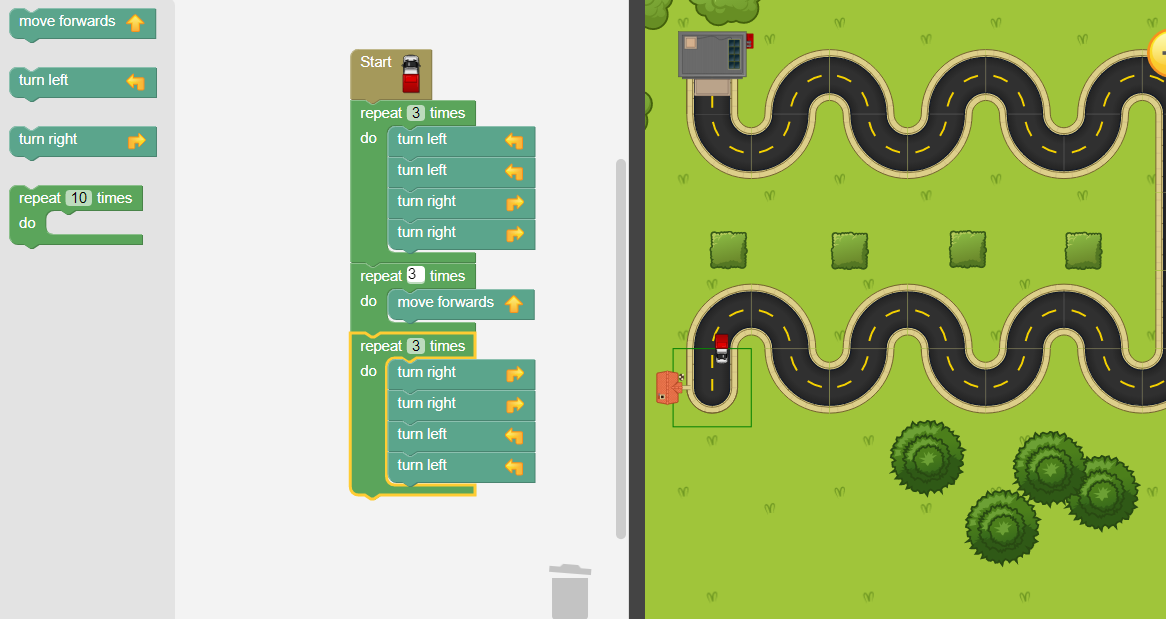 move forwards
turn left
turn right
repeat 10 times
do
Start
repeat 3 times
do
turn left
turn left
turn right
turn right
repeat 3 times
do
move forwards
repeat 3 times
do
turn right
turn right
turn left
turn left